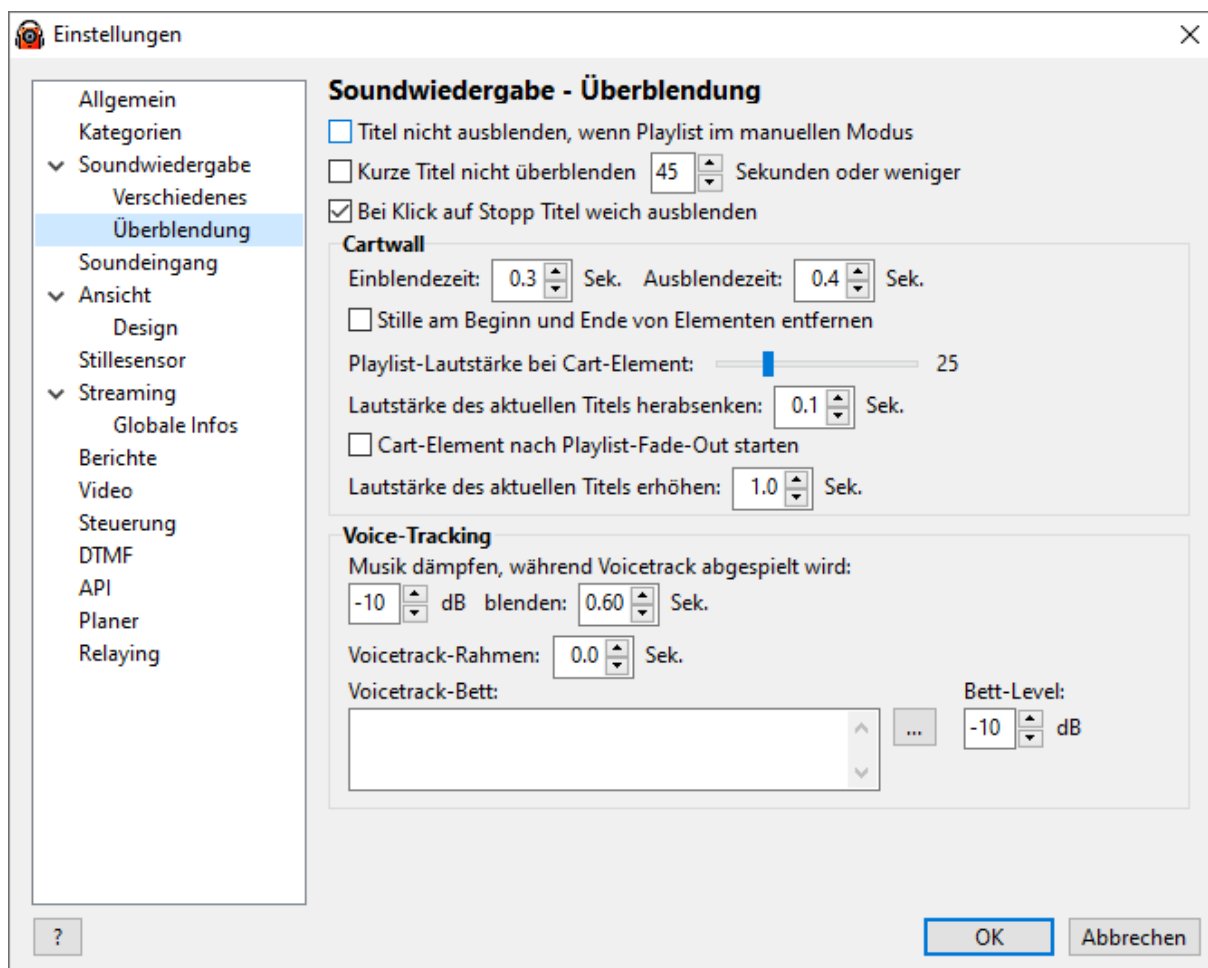 Einstellungen
Allgemein
Kategorien
Soundwiedergabe
Verschiedenes
Überblendung
Soundeingang
Ansicht
Design
Stillesensor
Streaming
Globale Infos
Berichte
Video
Steuerung
DTMF
API
Planer
Relaying
Soundwiedergabe - Überblendung
Titel nicht ausblenden, wenn Playlist im manuellen Modus
Kurze Titel nicht überblenden 45 Sekunden oder weniger
Bei Klick auf Stopp Titel weich ausblenden
Cartwall
Einblendezeit: 0.3 Sek. Ausblendezeit: 0.4 Sek.
Stille am Beginn und Ende von Elementen entfernen
Playlist-Lautstärke bei Cart-Element: 25
Lautstärke des aktuellen Titels herabsenken: 0.1 Sek.
Cart-Element nach Playlist-Fade-Out starten
Lautstärke des aktuellen Titels erhöhen: 1.0 Sek.
Voice-Tracking
Musik dämpfen, während Voicetrack abgespielt wird:
-10 dB blenden: 0.60 Sek.
Voicetrack-Rahmen: 0.0 Sek.
Voicetrack-Bett: Bett-Level:
... -10 dB
? OK Abbrechen